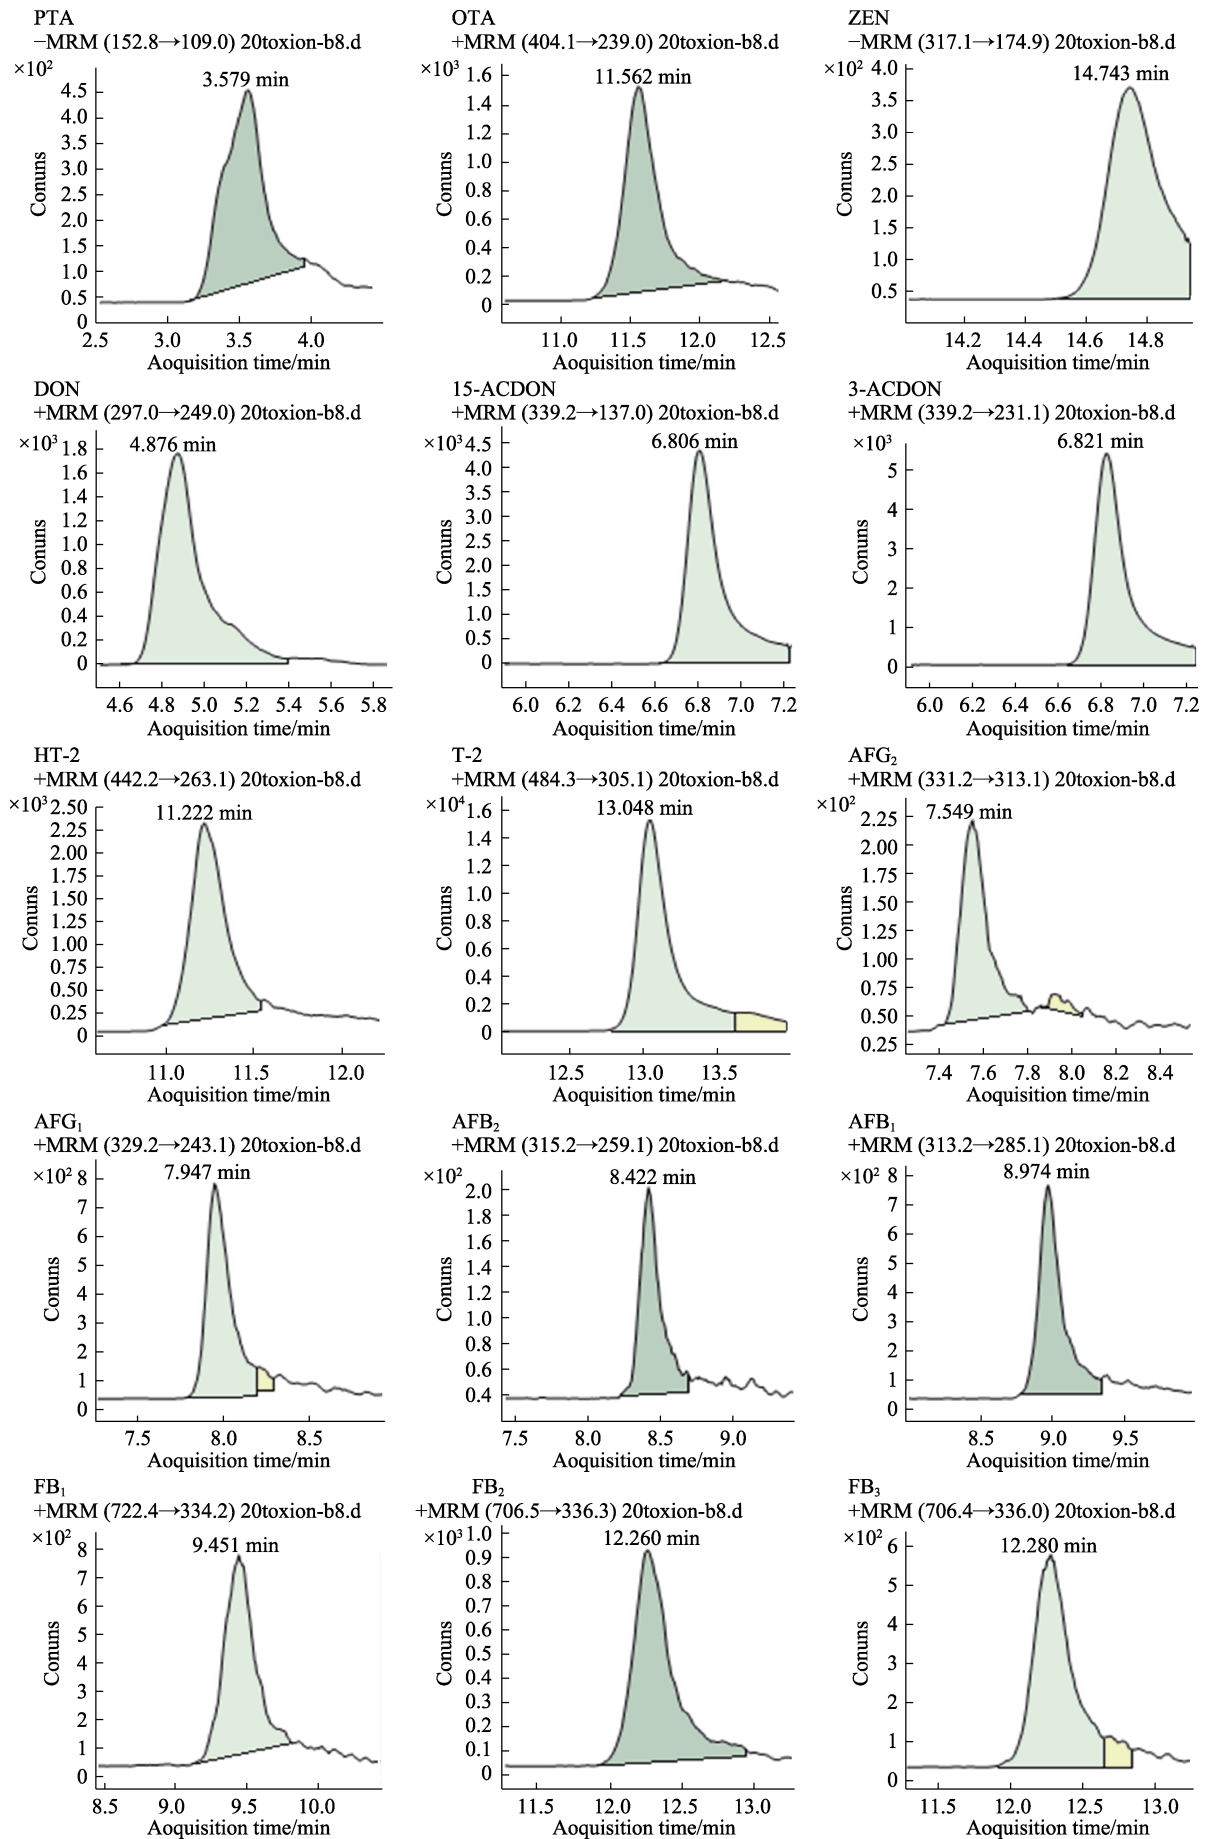 PTA
−MRM (152.8→109.0) 20toxion-b8.d
×10²
3.579 min
4.5
4.0
3.5
3.0
2.5
2.0
1.5
1.0
0.5
0
Conuns
2.5 3.0 3.5 4.0
Aoquisition time/min
OTA
+MRM (404.1→239.0) 20toxion-b8.d
×10³
11.562 min
1.6
1.4
1.2
1.0
0.8
0.6
0.4
0.2
0
Conuns
11.0 11.5 12.0 12.5
Aoquisition time/min
ZEN
−MRM (317.1→174.9) 20toxion-b8.d
×10²
14.743 min
4.0
3.5
3.0
2.5
2.0
1.5
1.0
0.5
Conuns
14.2 14.4 14.6 14.8
Aoquisition time/min
DON
+MRM (297.0→249.0) 20toxion-b8.d
×10³
4.876 min
1.8
1.6
1.4
1.2
1.0
0.8
0.6
0.4
0.2
0
Conuns
4.6 4.8 5.0 5.2 5.4 5.6 5.8
Aoquisition time/min
15-ACDON
+MRM (339.2→137.0) 20toxion-b8.d
×10³
6.806 min
4.5
4.0
3.5
3.0
2.5
2.0
1.5
1.0
0.5
0
Conuns
6.0 6.2 6.4 6.6 6.8 7.0 7.2
Aoquisition time/min
3-ACDON
+MRM (339.2→231.1) 20toxion-b8.d
×10³
6.821 min
5
4
3
2
1
0
Conuns
6.0 6.2 6.4 6.6 6.8 7.0 7.2
Aoquisition time/min
HT-2
+MRM (442.2→263.1) 20toxion-b8.d
×10³
11.222 min
2.50
2.25
2.00
1.75
1.50
1.25
1.00
0.75
0.50
0.25
0
Conuns
11.0 11.5 12.0
Aoquisition time/min
T-2
+MRM (484.3→305.1) 20toxion-b8.d
×10⁴
13.048 min
1.6
1.4
1.2
1.0
0.8
0.6
0.4
0.2
0
Conuns
12.5 13.0 13.5
Aoquisition time/min
AFG₂
+MRM (331.2→313.1) 20toxion-b8.d
×10²
7.549 min
2.25
2.00
1.75
1.50
1.25
1.00
0.75
0.50
0.25
Conuns
7.4 7.6 7.8 8.0 8.2 8.4
Aoquisition time/min
AFG₁
+MRM (329.2→243.1) 20toxion-b8.d
×10²
7.947 min
8
7
6
5
4
3
2
1
0
Conuns
7.5 8.0 8.5
Aoquisition time/min
AFB₂
+MRM (315.2→259.1) 20toxion-b8.d
×10²
8.422 min
2.0
1.8
1.6
1.4
1.2
1.0
0.8
0.6
0.4
Conuns
7.5 8.0 8.5 9.0
Aoquisition time/min
AFB₁
+MRM (313.2→285.1) 20toxion-b8.d
×10²
8.974 min
8
7
6
5
4
3
2
1
0
Conuns
8.5 9.0 9.5
Aoquisition time/min
FB₁
+MRM (722.4→334.2) 20toxion-b8.d
×10²
9.451 min
8
7
6
5
4
3
2
1
0
Conuns
8.5 9.0 9.5 10.0
Aoquisition time/min
FB₂
+MRM (706.5→336.3) 20toxion-b8.d
×10³
12.260 min
1.0
0.9
0.8
0.7
0.6
0.5
0.4
0.3
0.2
0.1
0
Conuns
11.5 12.0 12.5 13.0
Aoquisition time/min
FB₃
+MRM (706.4→336.0) 20toxion-b8.d
×10²
12.280 min
6
5
4
3
2
1
0
Conuns
11.5 12.0 12.5 13.0
Aoquisition time/min